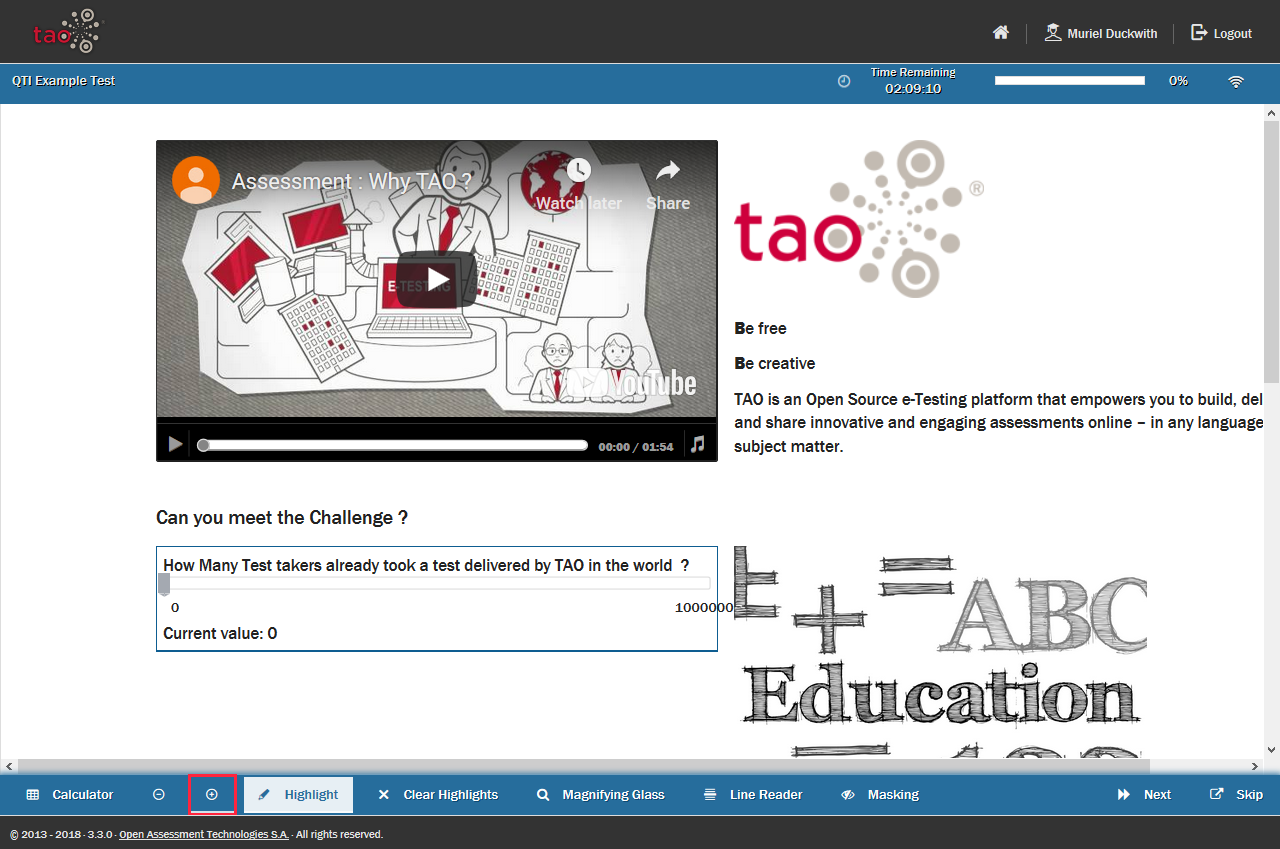 tao
Muriel Duckwith
Logout
QTI Example Test
Time Remaining
02:09:10
0%
Assessment : Why TAO ?
Watch later
Share
E-TESTING
YouTube
00:00 / 01:54
tao®
Be free
Be creative
TAO is an Open Source e-Testing platform that empowers you to build, del
and share innovative and engaging assessments online – in any language
subject matter.
Can you meet the Challenge ?
How Many Test takers already took a test delivered by TAO in the world ?
0
1000000
Current value: 0
+ = ABC
Education
Calculator
Highlight
Clear Highlights
Magnifying Glass
Line Reader
Masking
Next
Skip
© 2013 - 2018 · 3.3.0 · Open Assessment Technologies S.A. · All rights reserved.